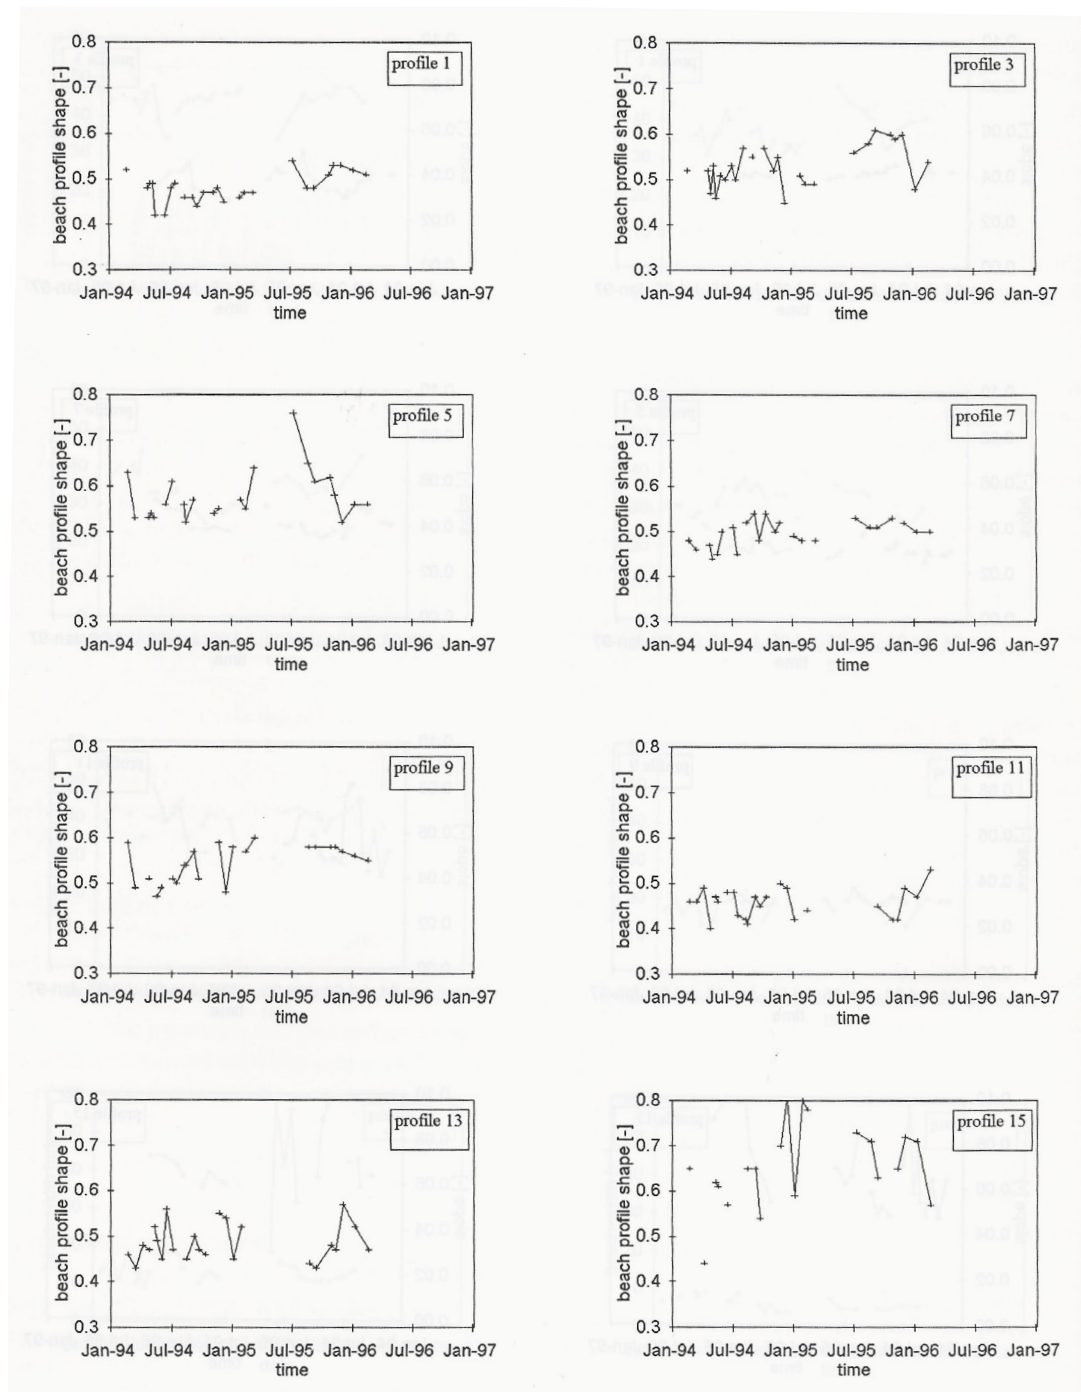 profile 1
beach profile shape [-]
0.8
0.7
0.6
0.5
0.4
0.3
Jan-94 Jul-94 Jan-95 Jul-95 Jan-96 Jul-96 Jan-97
time
profile 3
beach profile shape [-]
0.8
0.7
0.6
0.5
0.4
0.3
Jan-94 Jul-94 Jan-95 Jul-95 Jan-96 Jul-96 Jan-97
time
profile 5
beach profile shape [-]
0.8
0.7
0.6
0.5
0.4
0.3
Jan-94 Jul-94 Jan-95 Jul-95 Jan-96 Jul-96 Jan-97
time
profile 7
beach profile shape [-]
0.8
0.7
0.6
0.5
0.4
0.3
Jan-94 Jul-94 Jan-95 Jul-95 Jan-96 Jul-96 Jan-97
time
profile 9
beach profile shape [-]
0.8
0.7
0.6
0.5
0.4
0.3
Jan-94 Jul-94 Jan-95 Jul-95 Jan-96 Jul-96 Jan-97
time
profile 11
beach profile shape [-]
0.8
0.7
0.6
0.5
0.4
0.3
Jan-94 Jul-94 Jan-95 Jul-95 Jan-96 Jul-96 Jan-97
time
profile 13
beach profile shape [-]
0.8
0.7
0.6
0.5
0.4
0.3
Jan-94 Jul-94 Jan-95 Jul-95 Jan-96 Jul-96 Jan-97
time
profile 15
beach profile shape [-]
0.8
0.7
0.6
0.5
0.4
0.3
Jan-94 Jul-94 Jan-95 Jul-95 Jan-96 Jul-96 Jan-97
time